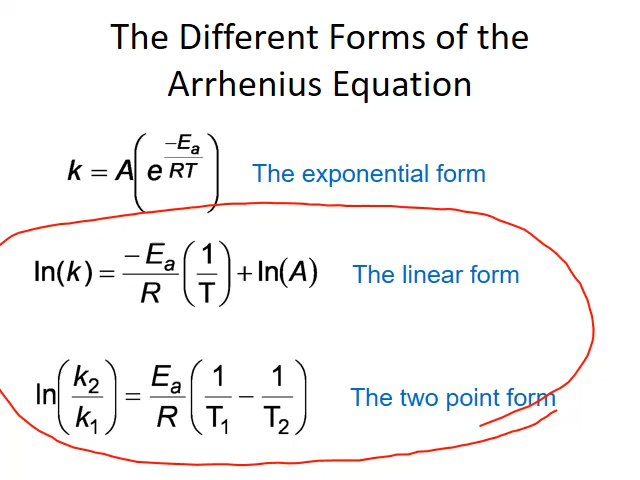 The Different Forms of the
Arrhenius Equation
k = A(e^(-Eₐ/RT)) The exponential form
ln(k) = -Eₐ/R (1/T) + ln(A) The linear form
ln(k₂/k₁) = Eₐ/R (1/T₁ − 1/T₂) The two point form